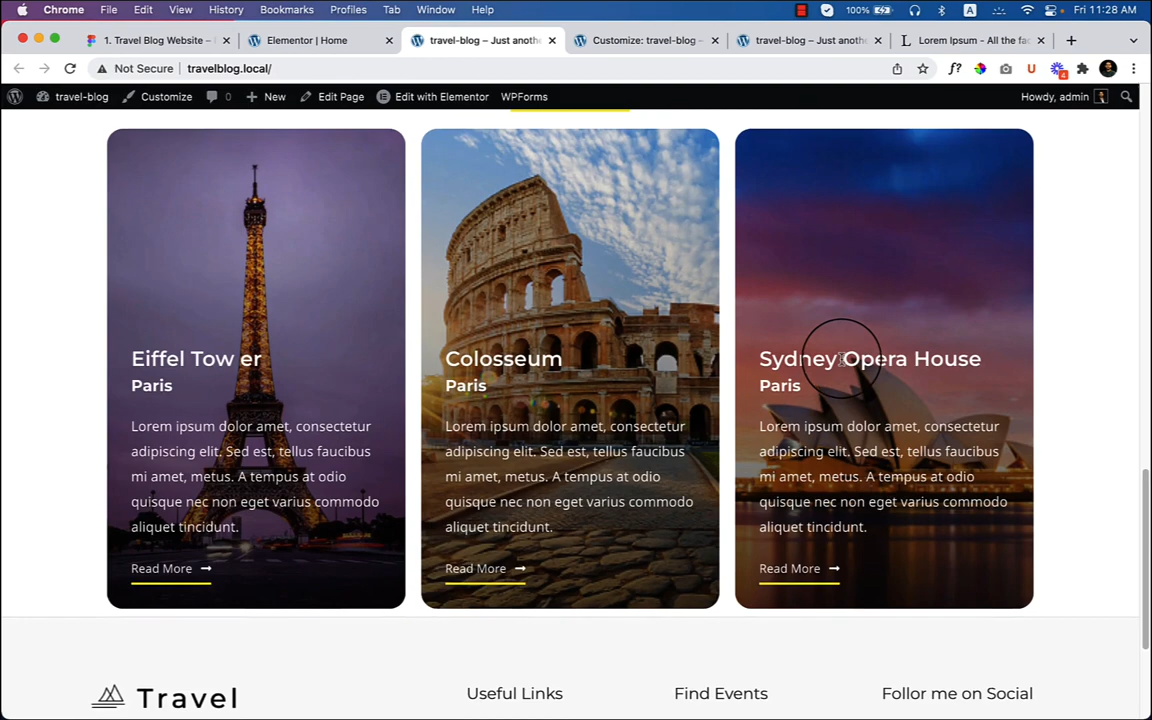 Chrome File Edit View History Bookmarks Profiles Tab Window Help 100% A Fri 11:28 AM
1. Travel Blog Website – Elementor | Home travel-blog – Just anoth Customize: travel-blog – travel-blog – Just anoth Lorem Ipsum - All the fac
Not Secure travelblog.local/ f? U 4
travel-blog Customize 0 New Edit Page Edit with Elementor WPForms Howdy, admin
Eiffel Tow er
Paris
Lorem ipsum dolor amet, consectetur
adipiscing elit. Sed est, tellus faucibus
mi amet, metus. A tempus at odio
quisque nec non eget varius commodo
aliquet tincidunt.
Read More
Colosseum
Paris
Lorem ipsum dolor amet, consectetur
adipiscing elit. Sed est, tellus faucibus
mi amet, metus. A tempus at odio
quisque nec non eget varius commodo
aliquet tincidunt.
Read More
Sydney Opera House
Paris
Lorem ipsum dolor amet, consectetur
adipiscing elit. Sed est, tellus faucibus
mi amet, metus. A tempus at odio
quisque nec non eget varius commodo
aliquet tincidunt.
Read More
Travel
Useful Links
Find Events
Follor me on Social